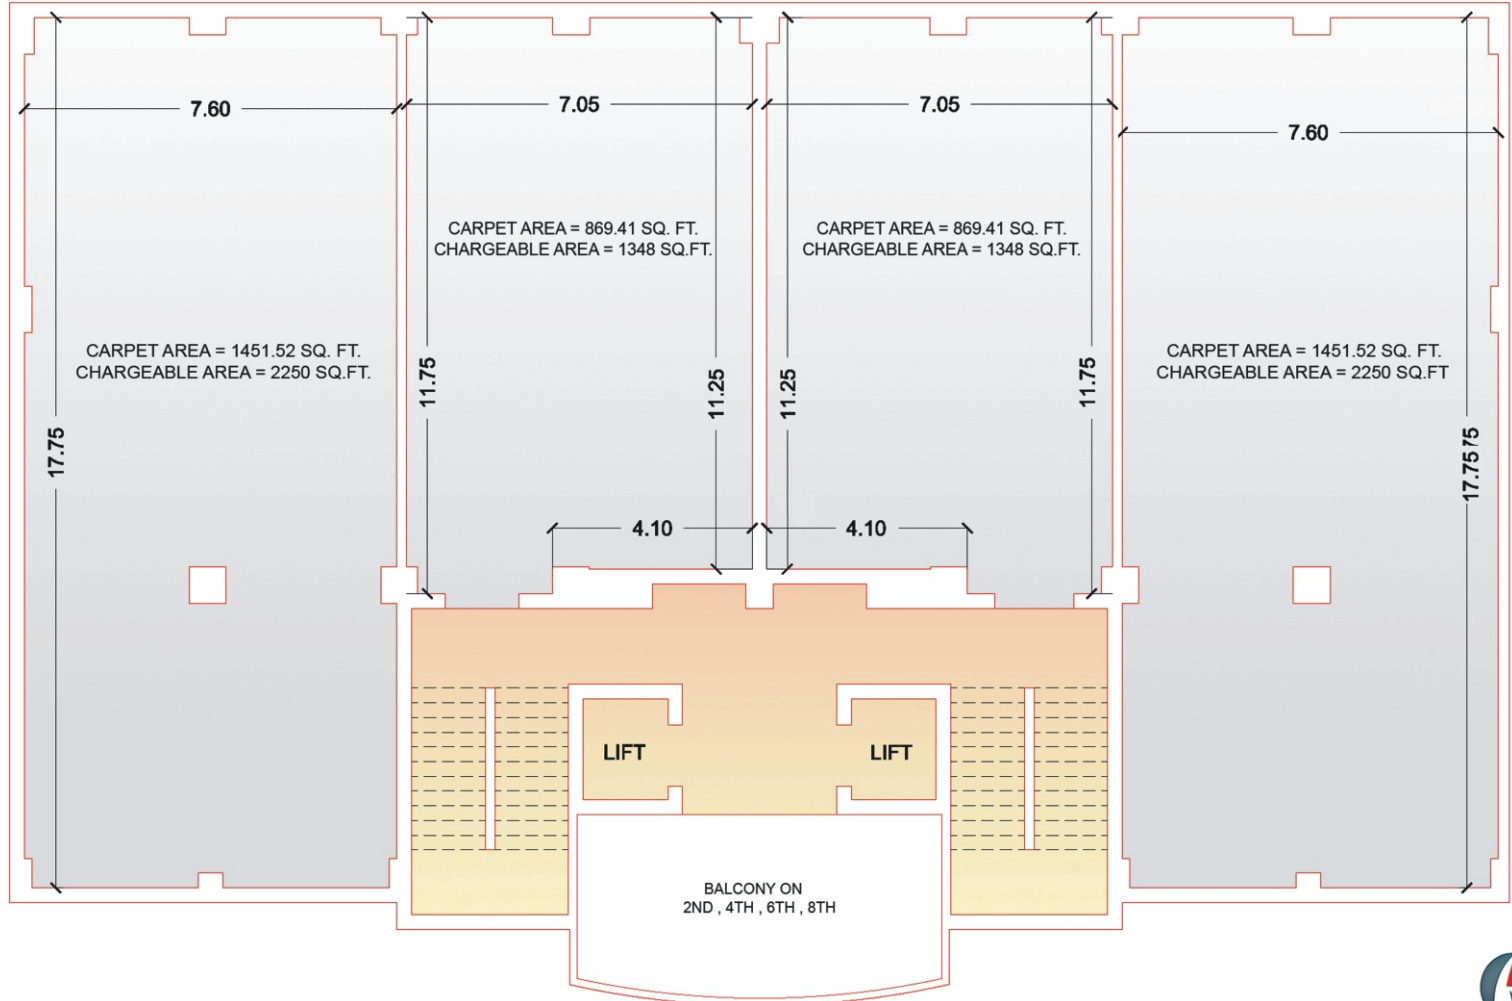 7.60
7.05
7.05
7.60
CARPET AREA = 869.41 SQ. FT.
CHARGEABLE AREA = 1348 SQ.FT.
CARPET AREA = 869.41 SQ. FT.
CHARGEABLE AREA = 1348 SQ.FT.
CARPET AREA = 1451.52 SQ. FT.
CHARGEABLE AREA = 2250 SQ.FT.
CARPET AREA = 1451.52 SQ. FT.
CHARGEABLE AREA = 2250 SQ.FT
17.75
11.75
11.25
11.25
11.75
17.7575
4.10
4.10
LIFT
LIFT
BALCONY ON
2ND , 4TH , 6TH , 8TH